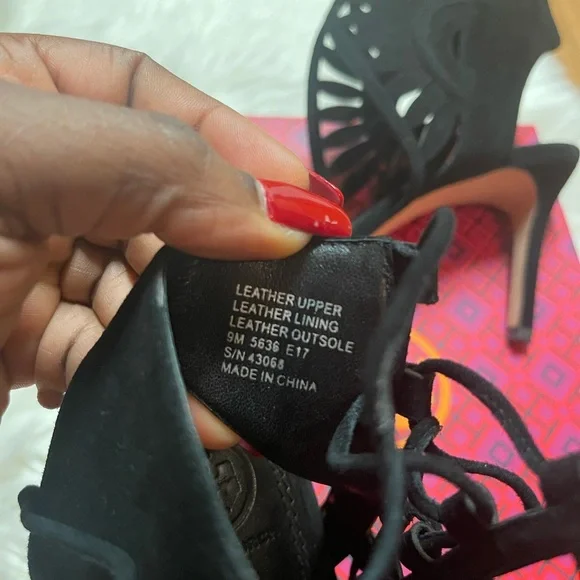 LEATHER UPPER
LEATHER LINING
LEATHER OUTSOLE
9M 5636 E17
S/N 43068
MADE IN CHINA